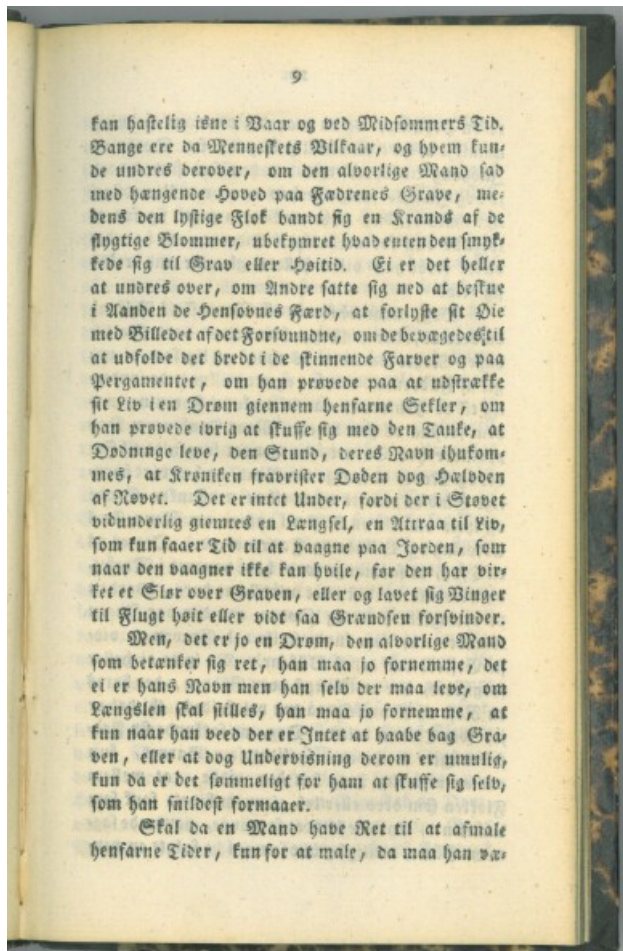 9
kan hastelig isne i Vaar og ved Midsommers Tid.
Bange ere da Menneskets Vilkaar, og hvem kun-
de undres derover, om den alvorlige Mand sad
med hængende Hoved paa Fædrenes Grave, me-
dens den lystige Flok bandt sig en Krands af de
flygtige Blommer, ubekymret hvad enten den smyk-
kede sig til Grav eller Høitid. Ei er det heller
at undres over, om Andre satte sig ned at beskue
i Aanden de Hensovnes Færd, at forlyste sit Øie
med Billedet af det Forsvundne, om de bevægedes til
at udfolde det bredt i de skinnende Farver og paa
Pergamentet, om han prøvede paa at udstrække
sit Liv i en Drøm giennem henfarne Sekler, om
han prøvede ivrig at skuffe sig med den Tanke, at
Dødninge leve, den Stund, deres Navn ihukom-
mes, at Krøniken fravrister Døden dog Hælvden
af Rovet. Det er intet Under, fordi der i Støvet
vidunderlig giemtes en Længsel, en Attraa til Liv,
som kun faaer Tid til at vaagne paa Jorden, som
naar den vaagner ikke kan hvile, før den har vir-
ket et Slør over Graven, eller og lavet sig Vinger
til Flugt høit eller vidt saa Grændsen forsvinder.
Men, det er jo en Drøm, den alvorlige Mand
som betænker sig ret, han maa jo fornemme, det
ei er hans Navn men han selv der maa leve, om
Længslen skal stilles, han maa jo fornemme, at
kun naar han veed der er Intet at haabe bag Gra-
ven, eller at dog Undervisning derom er umulig,
kun da er det sømmeligt for ham at skuffe sig selv,
som han snildest formaaer.
Skal da en Mand have Ret til at afmale
henfarne Tider, kun for at male, da maa han væ-